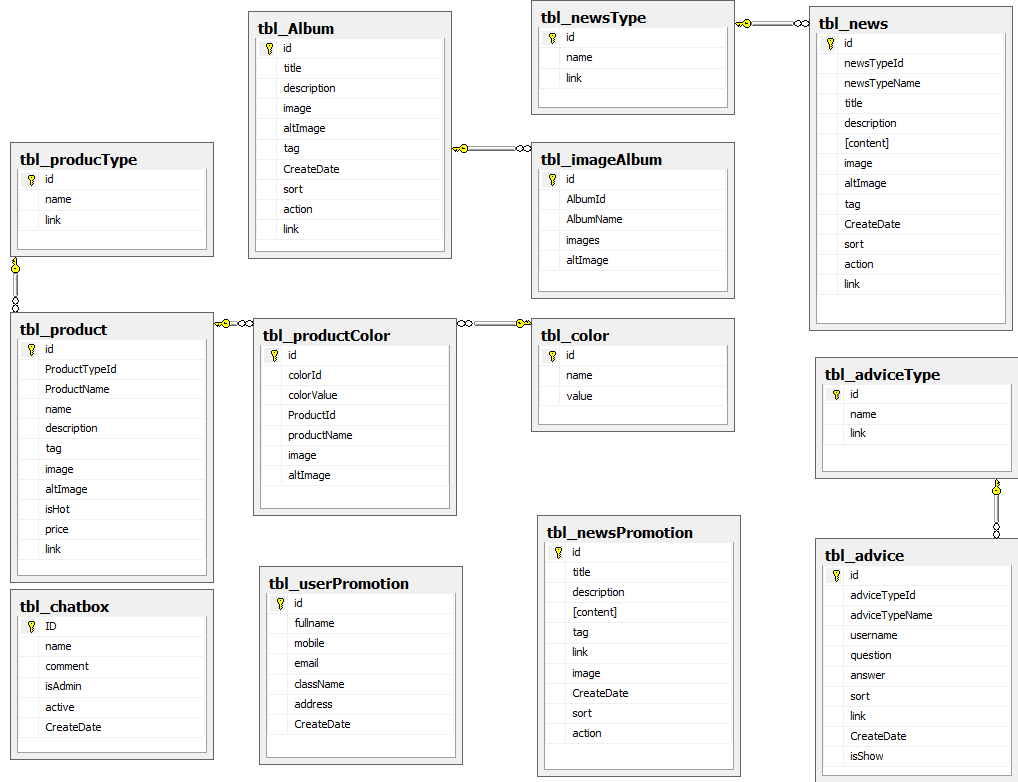 tbl_Album
id
title
description
image
altImage
tag
CreateDate
sort
action
link
tbl_newsType
id
name
link
tbl_news
id
newsTypeId
newsTypeName
title
description
[content]
image
altImage
tag
CreateDate
sort
action
link
tbl_producType
id
name
link
tbl_imageAlbum
id
AlbumId
AlbumName
images
altImage
tbl_product
id
ProductTypeId
ProductName
name
description
tag
image
altImage
isHot
price
link
tbl_productColor
id
colorId
colorValue
ProductId
productName
image
altImage
tbl_color
id
name
value
tbl_adviceType
id
name
link
tbl_chatbox
ID
name
comment
isAdmin
active
CreateDate
tbl_userPromotion
id
fullname
mobile
email
className
address
CreateDate
tbl_newsPromotion
id
title
description
[content]
tag
link
image
CreateDate
sort
action
tbl_advice
id
adviceTypeId
adviceTypeName
username
question
answer
sort
link
CreateDate
isShow